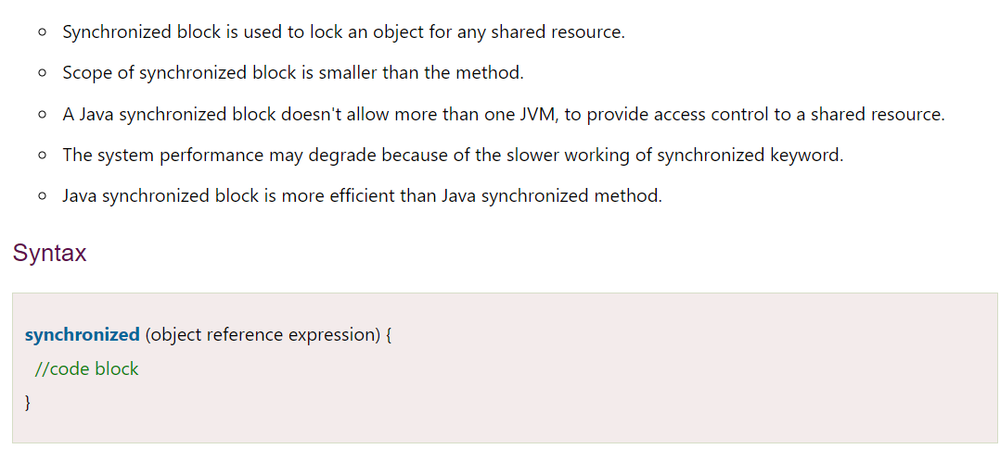 Synchronized block is used to lock an object for any shared resource.
Scope of synchronized block is smaller than the method.
A Java synchronized block doesn't allow more than one JVM, to provide access control to a shared resource.
The system performance may degrade because of the slower working of synchronized keyword.
Java synchronized block is more efficient than Java synchronized method.
Syntax
synchronized (object reference expression) {
//code block
}